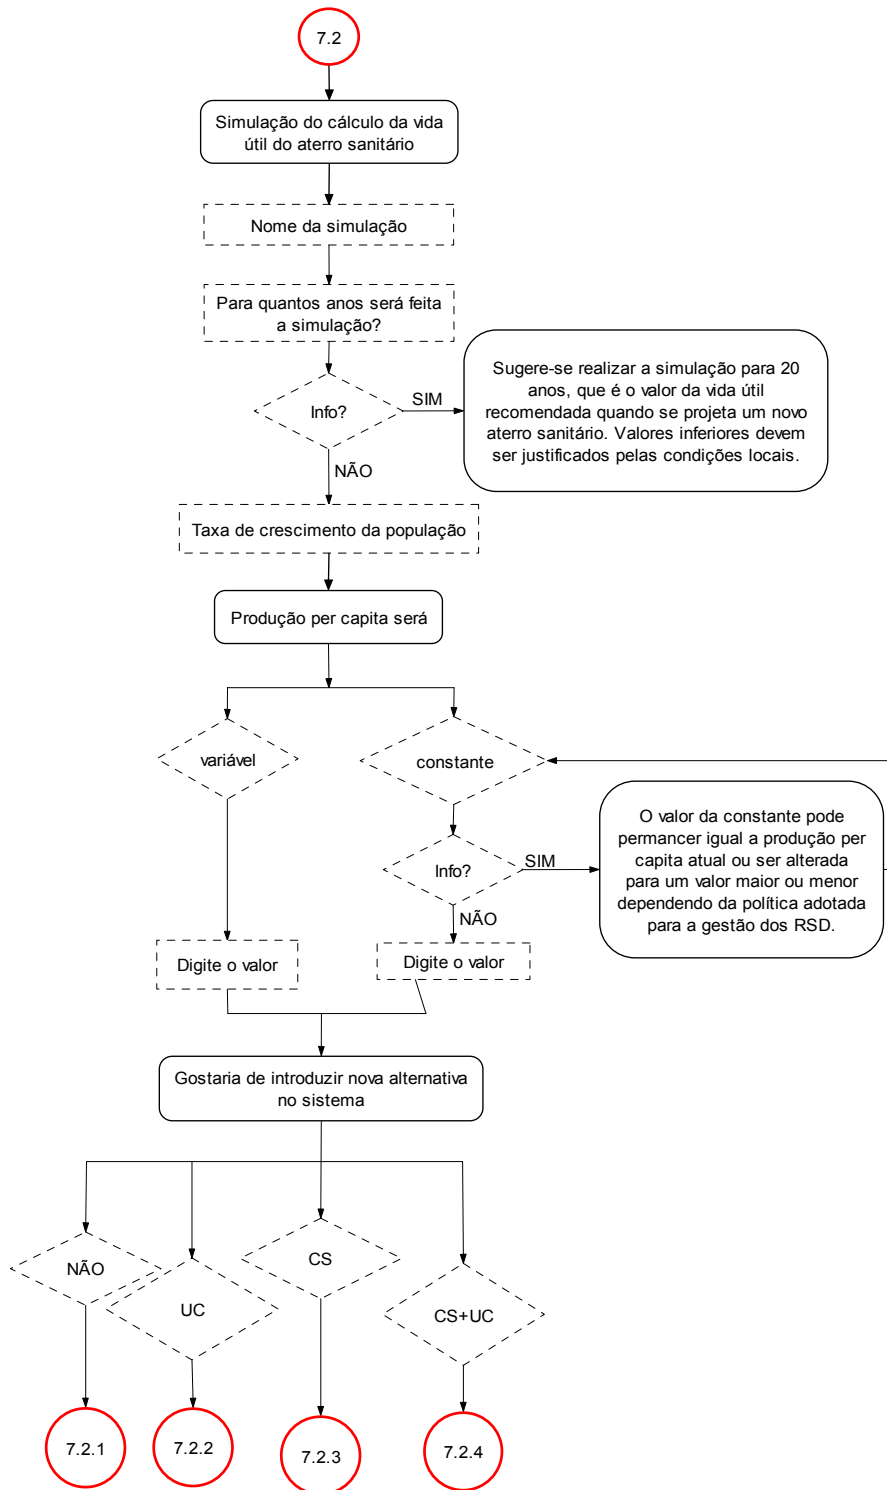 7.2
Simulação do cálculo da vida
útil do aterro sanitário
Nome da simulação
Para quantos anos será feita
a simulação?
Info?
SIM
Sugere-se realizar a simulação para 20
anos, que é o valor da vida útil
recomendada quando se projeta um novo
aterro sanitário. Valores inferiores devem
ser justificados pelas condições locais.
NÃO
Taxa de crescimento da população
Produção per capita será
variável
constante
Info?
SIM
O valor da constante pode
permancer igual a produção per
capita atual ou ser alterada
para um valor maior ou menor
dependendo da política adotada
para a gestão dos RSD.
NÃO
Digite o valor
Digite o valor
Gostaria de introduzir nova alternativa
no sistema
NÃO
UC
CS
CS+UC
7.2.1
7.2.2
7.2.3
7.2.4